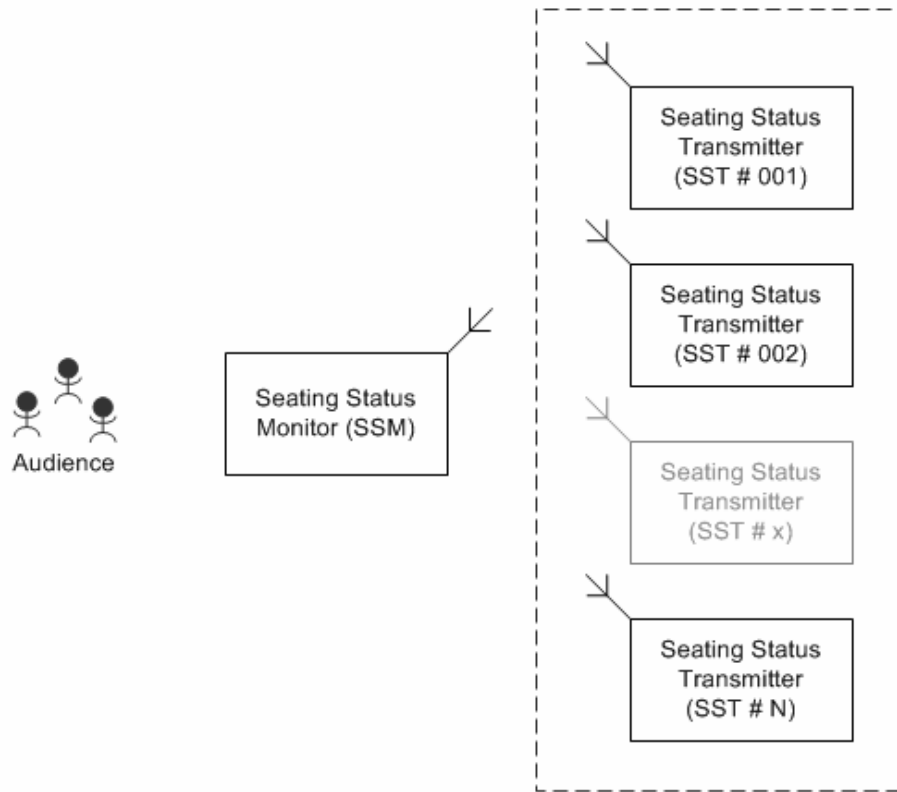 Seating Status
Transmitter
(SST # 001)
Seating Status
Transmitter
(SST # 002)
Seating Status
Monitor (SSM)
Audience
Seating Status
Transmitter
(SST # x)
Seating Status
Transmitter
(SST # N)